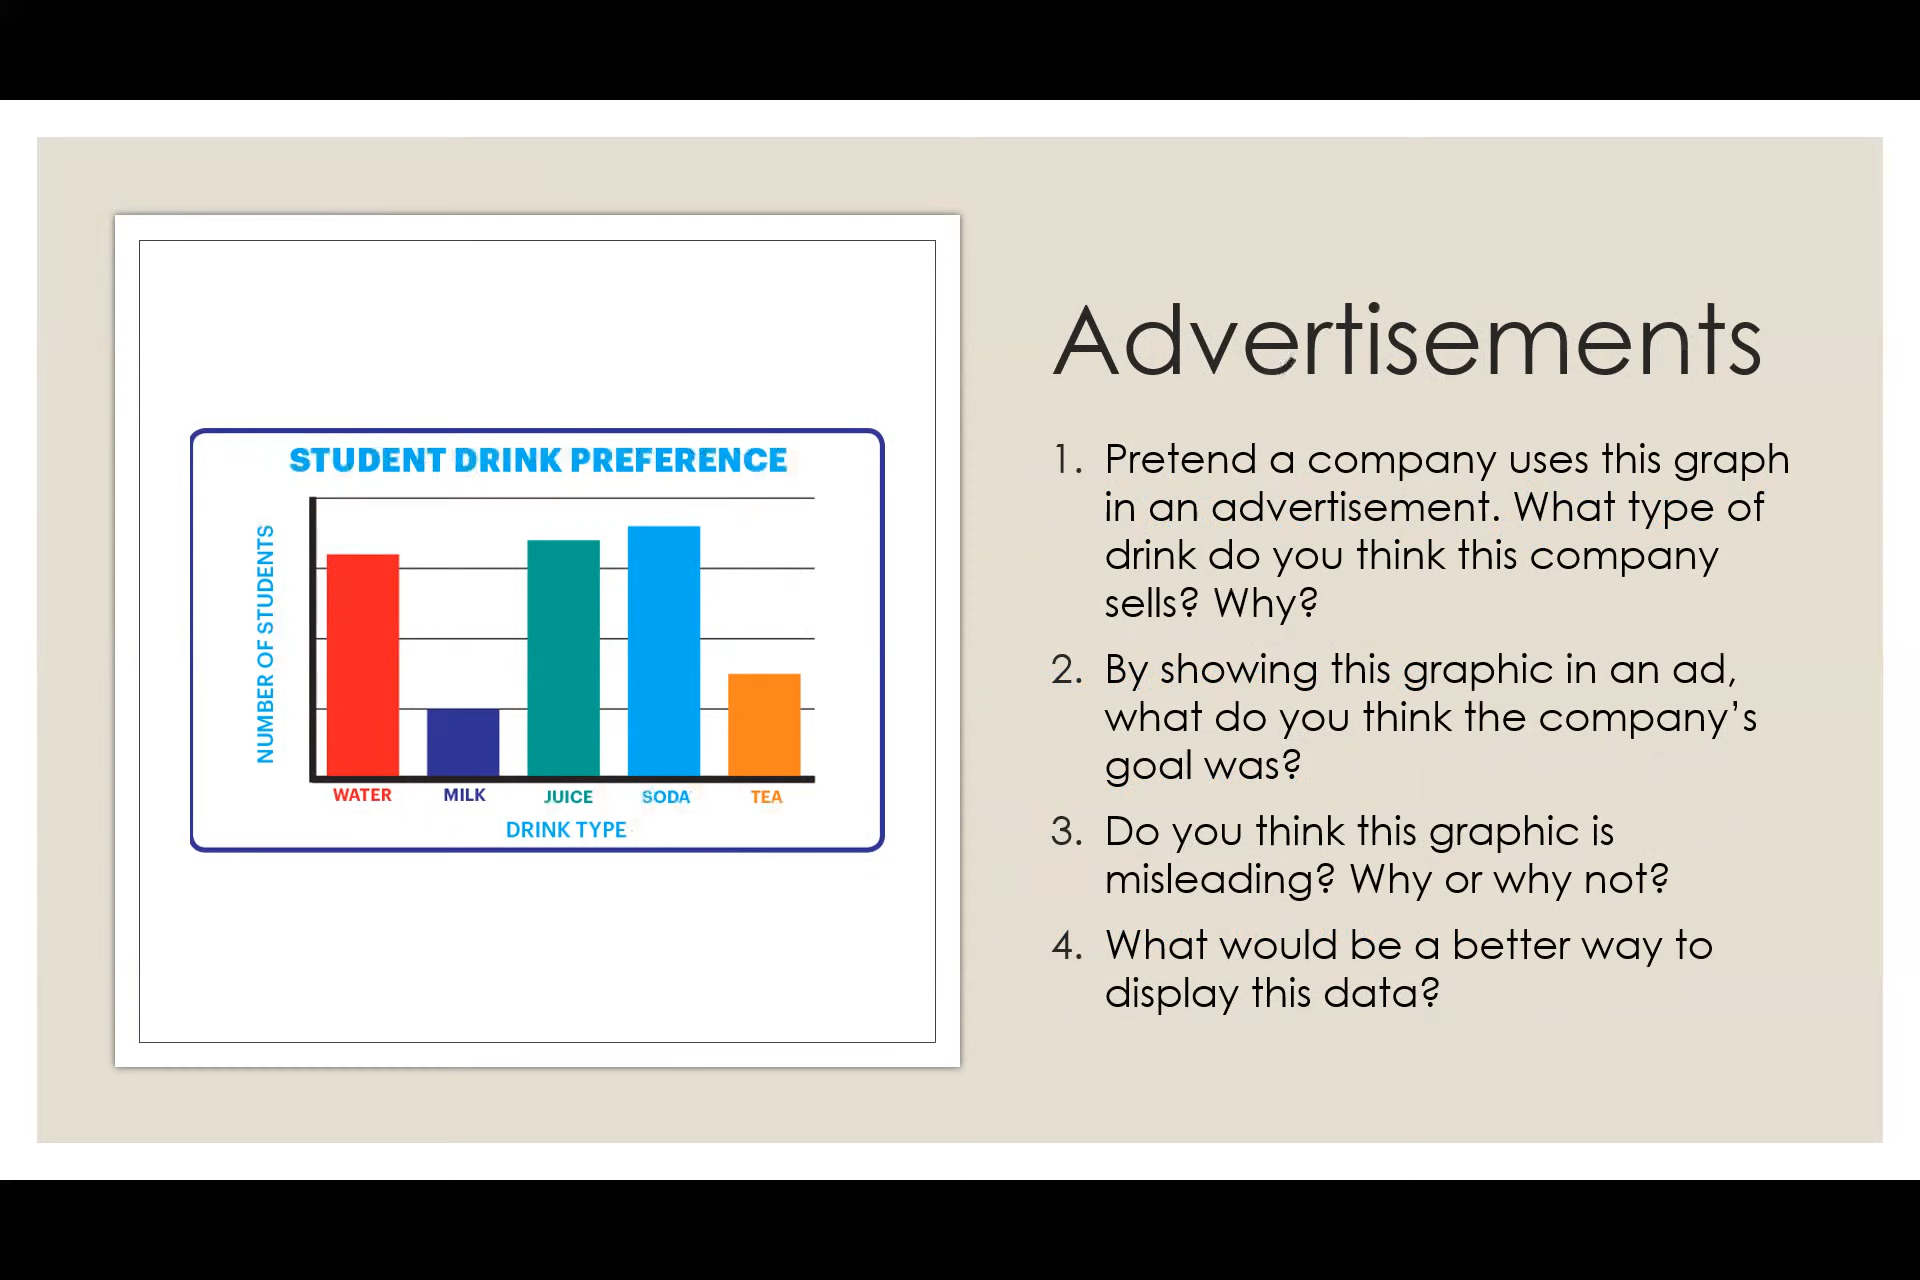 STUDENT DRINK PREFERENCE
NUMBER OF STUDENTS
WATER MILK JUICE SODA TEA
DRINK TYPE
Advertisements
1. Pretend a company uses this graph
in an advertisement. What type of
drink do you think this company
sells? Why?
2. By showing this graphic in an ad,
what do you think the company’s
goal was?
3. Do you think this graphic is
misleading? Why or why not?
4. What would be a better way to
display this data?